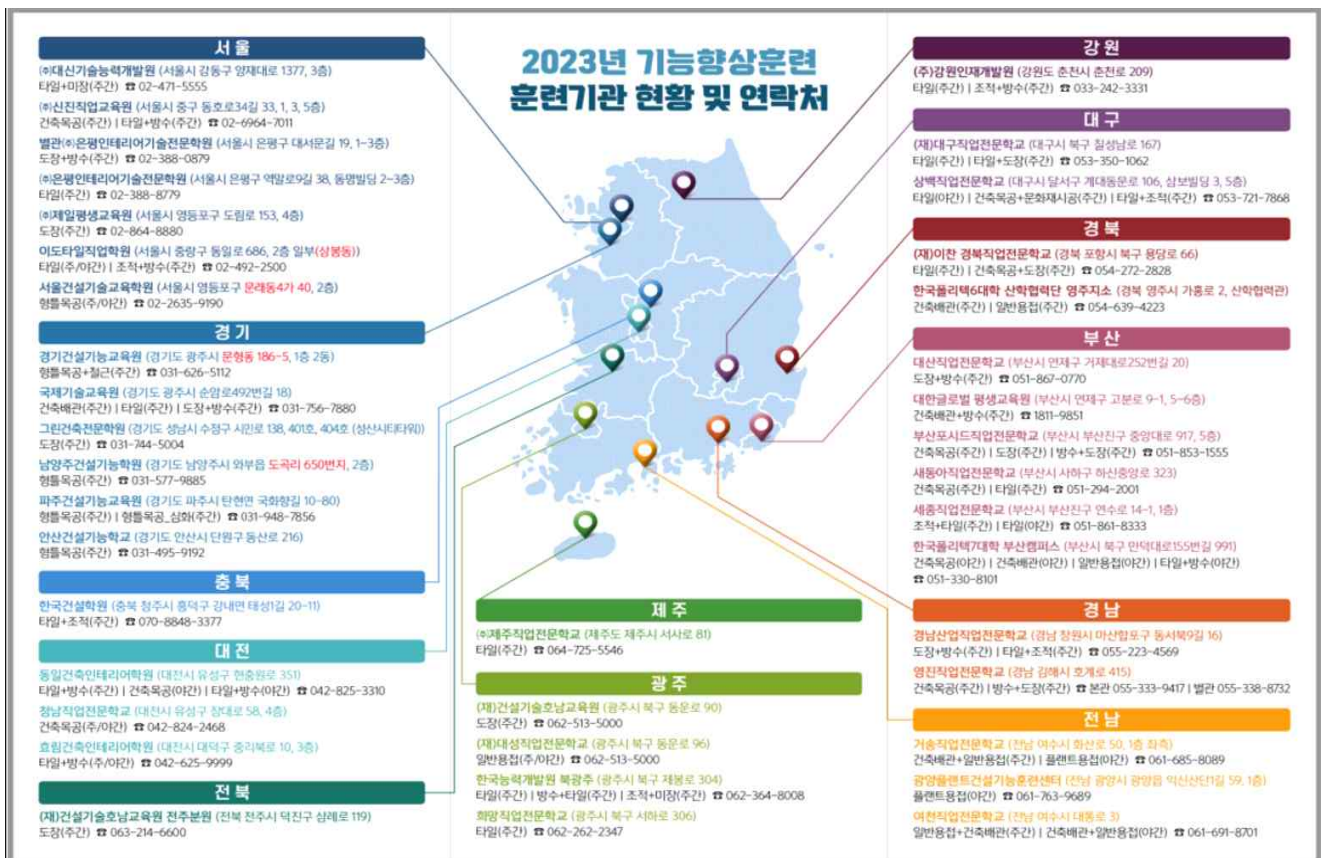 2023년 기능향상훈련
훈련기관 현황 및 연락처
서울
㈜대신기술능력개발원 (서울시 강동구 양재대로 1377, 3층)
타일+미장(주간) ☎ 02-471-5555
㈜신진직업교육원 (서울시 중구 동호로34길 33, 1, 3, 5층)
건축목공(주간) | 타일+방수(주간) ☎ 02-6964-7011
별관㈜은평인테리어기술전문학원 (서울시 은평구 대서문길 19, 1-3층)
도장+방수(주간) ☎ 02-388-0879
㈜은평인테리어기술전문학원 (서울시 은평구 역말로9길 38, 동명빌딩 2-3층)
타일(주간) ☎ 02-388-8779
㈜제일평생교육원 (서울시 영등포구 도림로 153, 4층)
도장(주간) ☎ 02-864-8880
이도타일직업학원 (서울시 중랑구 동일로 686, 2층 일부(상봉동))
타일(주/야간) | 조적+방수(주간) ☎ 02-492-2500
서울건설기술교육학원 (서울시 영등포구 문래동4가 40, 2층)
형틀목공(주/야간) ☎ 02-2635-9190
경기
경기건설기능교육원 (경기도 광주시 문형동 186-5, 1층 2동)
형틀목공+철근(주간) ☎ 031-626-5112
국제기술교육원 (경기도 광주시 순암로492번길 18)
건축배관(주간) | 타일(주간) | 도장+방수(주간) ☎ 031-756-7880
그린건축전문학원 (경기도 성남시 수정구 시민로 138, 401호, 404호 (성산시티타워))
도장(주간) ☎ 031-744-5004
남양주건설기능학원 (경기도 남양주시 와부읍 도곡리 650번지, 2층)
형틀목공(주간) ☎ 031-577-9885
파주건설기능교육원 (경기도 파주시 탄현면 국화향길 10-80)
형틀목공(주간) | 형틀목공_심화(주간) ☎ 031-948-7856
안산건설기능학교 (경기도 안산시 단원구 동산로 216)
형틀목공(주간) ☎ 031-495-9192
충북
한국건설학원 (충북 청주시 흥덕구 강내면 태성1길 20-11)
타일+조적(주간) ☎ 070-8848-3377
대전
동일건축인테리어학원 (대전시 유성구 현충원로 351)
타일+방수(주간) | 건축목공(야간) | 타일+방수(야간) ☎ 042-825-3310
청남직업전문학교 (대전시 유성구 장대로 58, 4층)
건축목공(주/야간) ☎ 042-824-2468
효림건축인테리어학원 (대전시 대덕구 중리북로 10, 3층)
타일+방수(주/야간) ☎ 042-625-9999
전북
(재)건설기술호남교육원 전주분원 (전북 전주시 덕진구 삼례로 119)
도장(주간) ☎ 063-214-6600
제주
㈜제주직업전문학교 (제주도 제주시 서사로 81)
타일(주간) ☎ 064-725-5546
광주
(재)건설기술호남교육원 (광주시 북구 동운로 90)
도장(주간) ☎ 062-513-5000
(재)대성직업전문학교 (광주시 북구 동운로 96)
일반용접(주/야간) ☎ 062-513-5000
한국능력개발원 북광주 (광주시 북구 제봉로 304)
타일(주간) | 방수+타일(주간) | 조적+미장(주간) ☎ 062-364-8008
희망직업전문학교 (광주시 북구 서하로 306)
타일(주간) ☎ 062-262-2347
강원
(주)강원인재개발원 (강원도 춘천시 춘천로 209)
타일(주간) | 조적+방수(주간) ☎ 033-242-3331
대구
(재)대구직업전문학교 (대구시 북구 칠성남로 167)
타일(주간) | 타일+도장(주간) ☎ 053-350-1062
상백직업전문학교 (대구시 달서구 계대동문로 106, 삼보빌딩 3, 5층)
타일(야간) | 건축목공+문화재시공(주간) | 타일+조적(주간) ☎ 053-721-7868
경북
(재)이찬 경북직업전문학교 (경북 포항시 북구 용당로 66)
타일(주간) | 건축목공+도장(주간) ☎ 054-272-2828
한국폴리텍6대학 산학협력단 영주지소 (경북 영주시 가흥로 2, 산학협력관)
건축배관(주간) | 일반용접(주간) ☎ 054-639-4223
부산
대산직업전문학교 (부산시 연제구 거제대로252번길 20)
도장+방수(주간) ☎ 051-867-0770
대한글로벌 평생교육원 (부산시 연제구 고분로 9-1, 5-6층)
건축배관+방수(주간) ☎ 1811-9851
부산포시드직업전문학교 (부산시 부산진구 중앙대로 917, 5층)
건축목공(주간) | 도장(주간) | 방수+도장(주간) ☎ 051-853-1555
새동아직업전문학교 (부산시 사하구 하신중앙로 323)
건축목공(주간) | 타일(주간) ☎ 051-294-2001
세종직업전문학교 (부산시 부산진구 연수로 14-1, 1층)
조적+타일(주간) | 타일(야간) ☎ 051-861-8333
한국폴리텍7대학 부산캠퍼스 (부산시 북구 만덕대로155번길 991)
건축목공(야간) | 건축배관(야간) | 일반용접(야간) | 타일+방수(야간)
☎ 051-330-8101
경남
경남산업직업전문학교 (경남 창원시 마산합포구 동서북9길 16)
도장+방수(주간) | 타일+조적(주간) ☎ 055-223-4569
영진직업전문학교 (경남 김해시 호계로 415)
건축목공(주간) | 방수+도장(주간) ☎ 본관 055-333-9417 | 별관 055-338-8732
전남
거송직업전문학교 (전남 여수시 화산로 50, 1층 좌측)
건축배관+일반용접(주간) | 플랜트용접(야간) ☎ 061-685-8089
광양플랜트건설기능훈련센터 (전남 광양시 광양읍 익신산단1길 59, 1층)
플랜트용접(야간) ☎ 061-763-9689
여천직업전문학교 (전남 여수시 대통로 3)
일반용접+건축배관(주간) | 건축배관+일반용접(야간) ☎ 061-691-8701